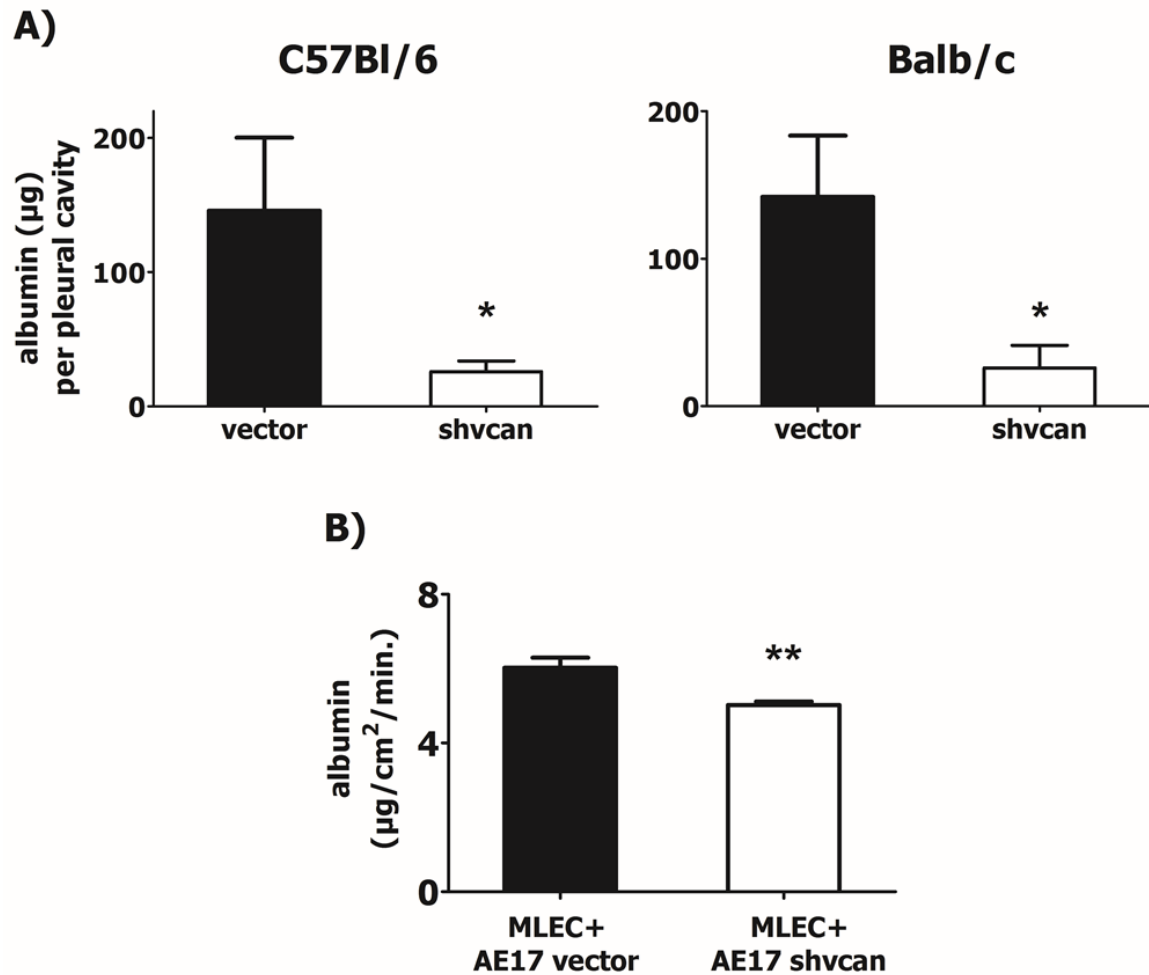 A)
C57Bl/6
Balb/c
albumin (µg)
per pleural cavity
200
100
0
*
vector
shvcan
200
100
0
*
vector
shvcan
B)
albumin
(µg/cm²/min.)
8
4
0
**
MLEC+
AE17 vector
MLEC+
AE17 shvcan